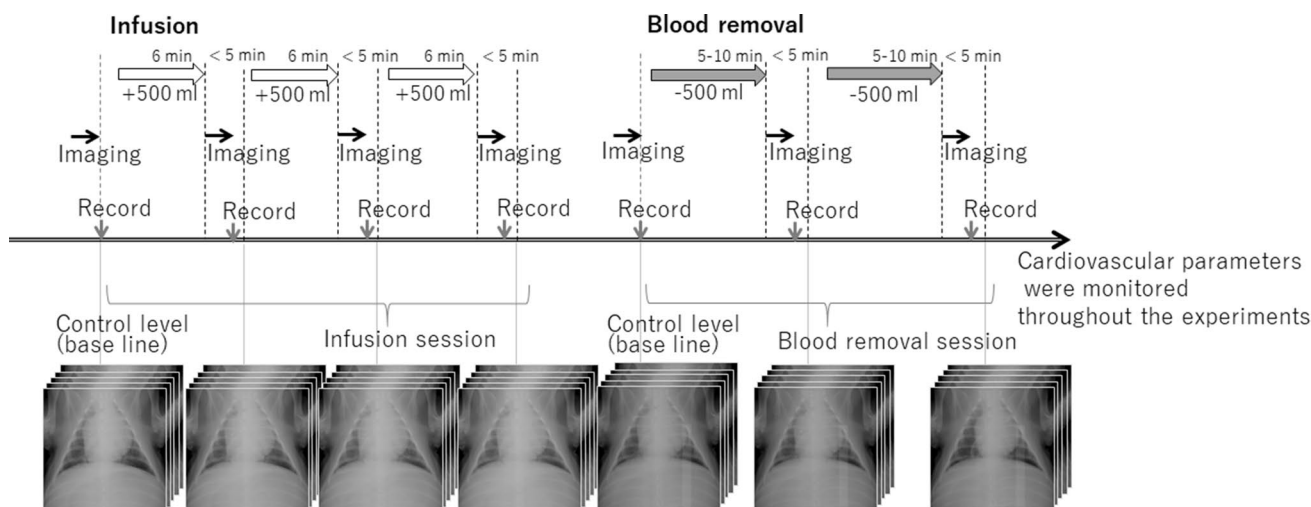 Infusion
Blood removal
6 min < 5 min 6 min < 5 min 6 min < 5 min 5-10 min < 5 min 5-10 min < 5 min
+500 ml +500 ml +500 ml -500 ml -500 ml
Imaging Imaging Imaging Imaging Imaging Imaging Imaging
Record Record Record Record Record Record Record
Cardiovascular parameters
were monitored
throughout the experiments
Control level
(base line)
Infusion session
Control level
(base line)
Blood removal session